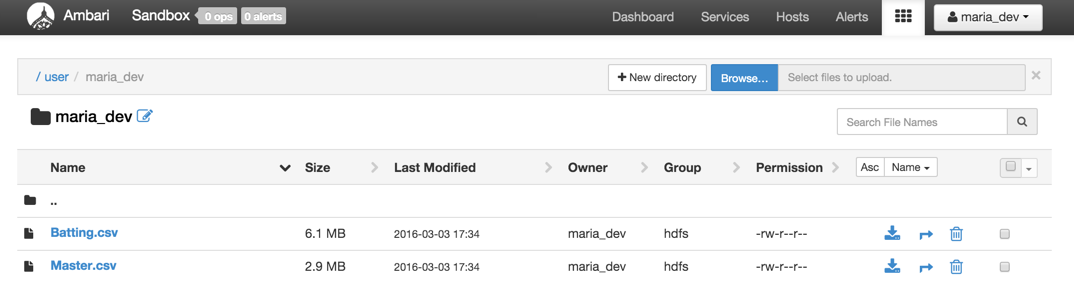 Ambari Sandbox 0 ops 0 alerts Dashboard Services Hosts Alerts maria_dev
/ user / maria_dev New directory Browse... Select files to upload. ×
maria_dev Search File Names
Name Size Last Modified Owner Group Permission Asc Name
..
Batting.csv 6.1 MB 2016-03-03 17:34 maria_dev hdfs -rw-r--r--
Master.csv 2.9 MB 2016-03-03 17:34 maria_dev hdfs -rw-r--r--